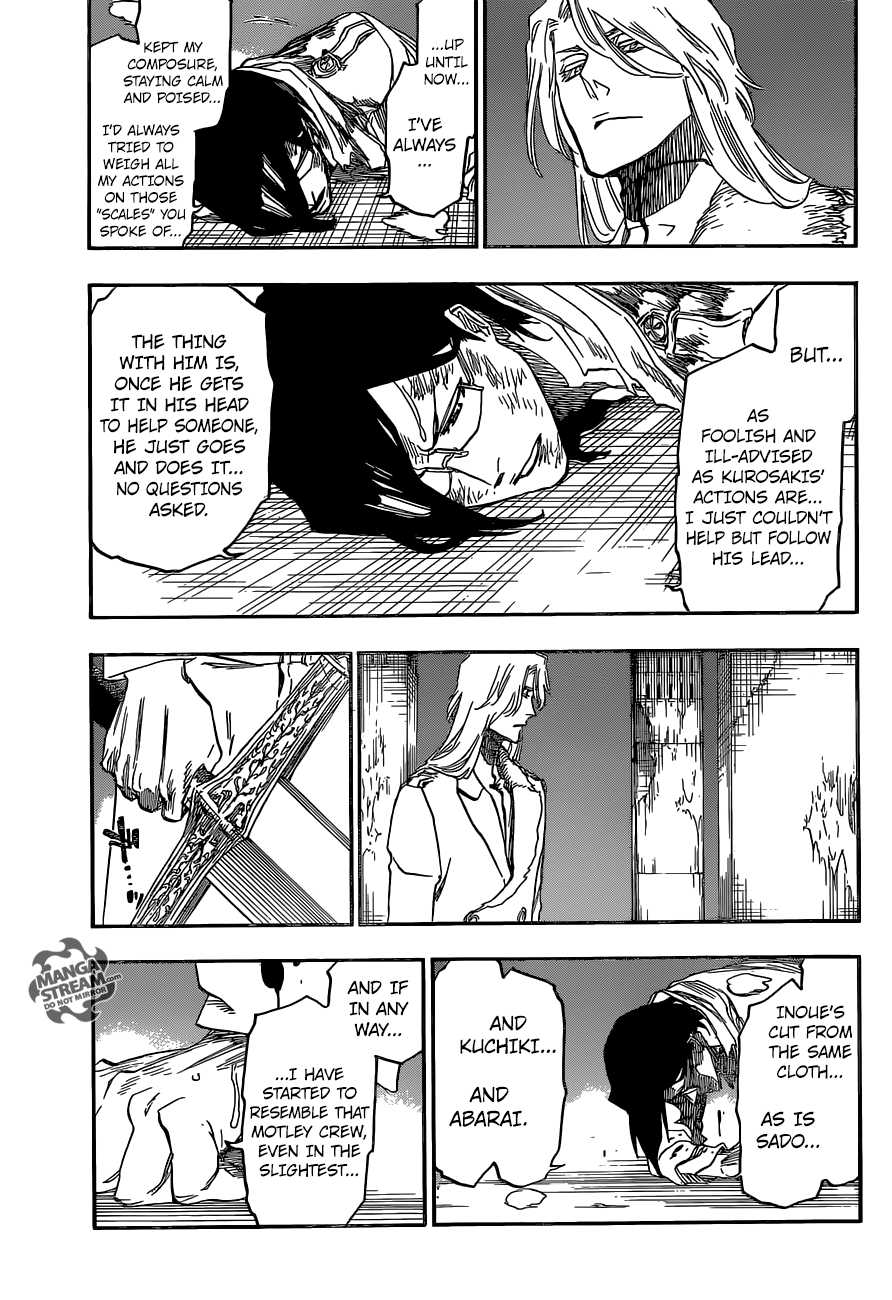 ...UP
UNTIL
NOW...
I'VE
ALWAYS
...
KEPT MY
COMPOSURE,
STAYING CALM
AND POISED...
I'D ALWAYS
TRIED TO
WEIGH ALL
MY ACTIONS
ON THOSE
"SCALES" YOU
SPOKE OF...
BUT...
AS
FOOLISH AND
ILL-ADVISED
AS KUROSAKIS'
ACTIONS ARE...
I JUST COULDN'T
HELP BUT FOLLOW
HIS LEAD...
THE THING
WITH HIM IS,
ONCE HE GETS
IT IN HIS HEAD
TO HELP SOMEONE,
HE JUST GOES
AND DOES IT...
NO QUESTIONS
ASKED.
INOUE'S
CUT FROM
THE SAME
CLOTH...
AS IS
SADO...
AND
KUCHIKI...
AND
ABARAI.
AND IF
IN ANY
WAY...
...I HAVE
STARTED TO
RESEMBLE THAT
MOTLEY CREW,
EVEN IN THE
SLIGHTEST...
MANGA
STREAM.com
DO NOT MIRROR